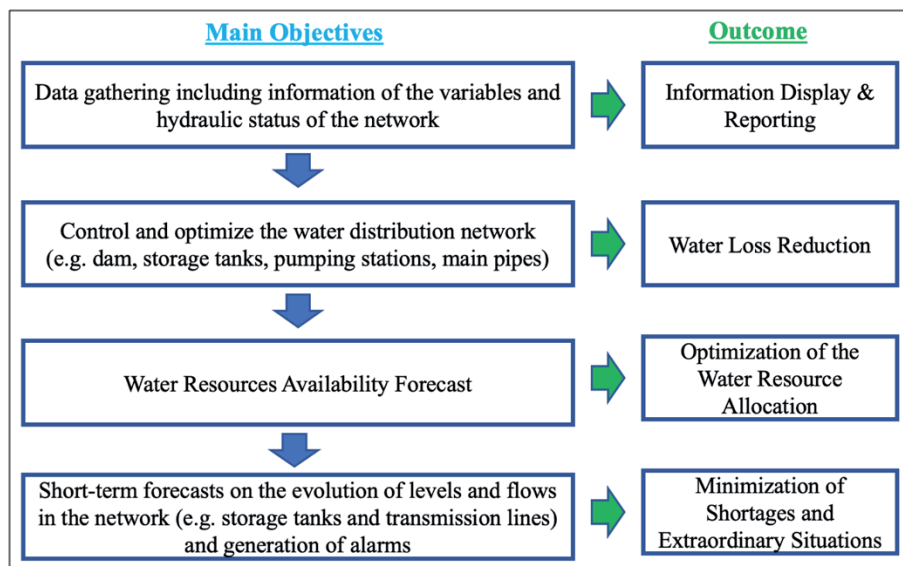 Main Objectives
Outcome
Data gathering including information of the variables and
hydraulic status of the network
Information Display &
Reporting
Control and optimize the water distribution network
(e.g. dam, storage tanks, pumping stations, main pipes)
Water Loss Reduction
Water Resources Availability Forecast
Optimization of the
Water Resource
Allocation
Short-term forecasts on the evolution of levels and flows
in the network (e.g. storage tanks and transmission lines)
and generation of alarms
Minimization of
Shortages and
Extraordinary Situations